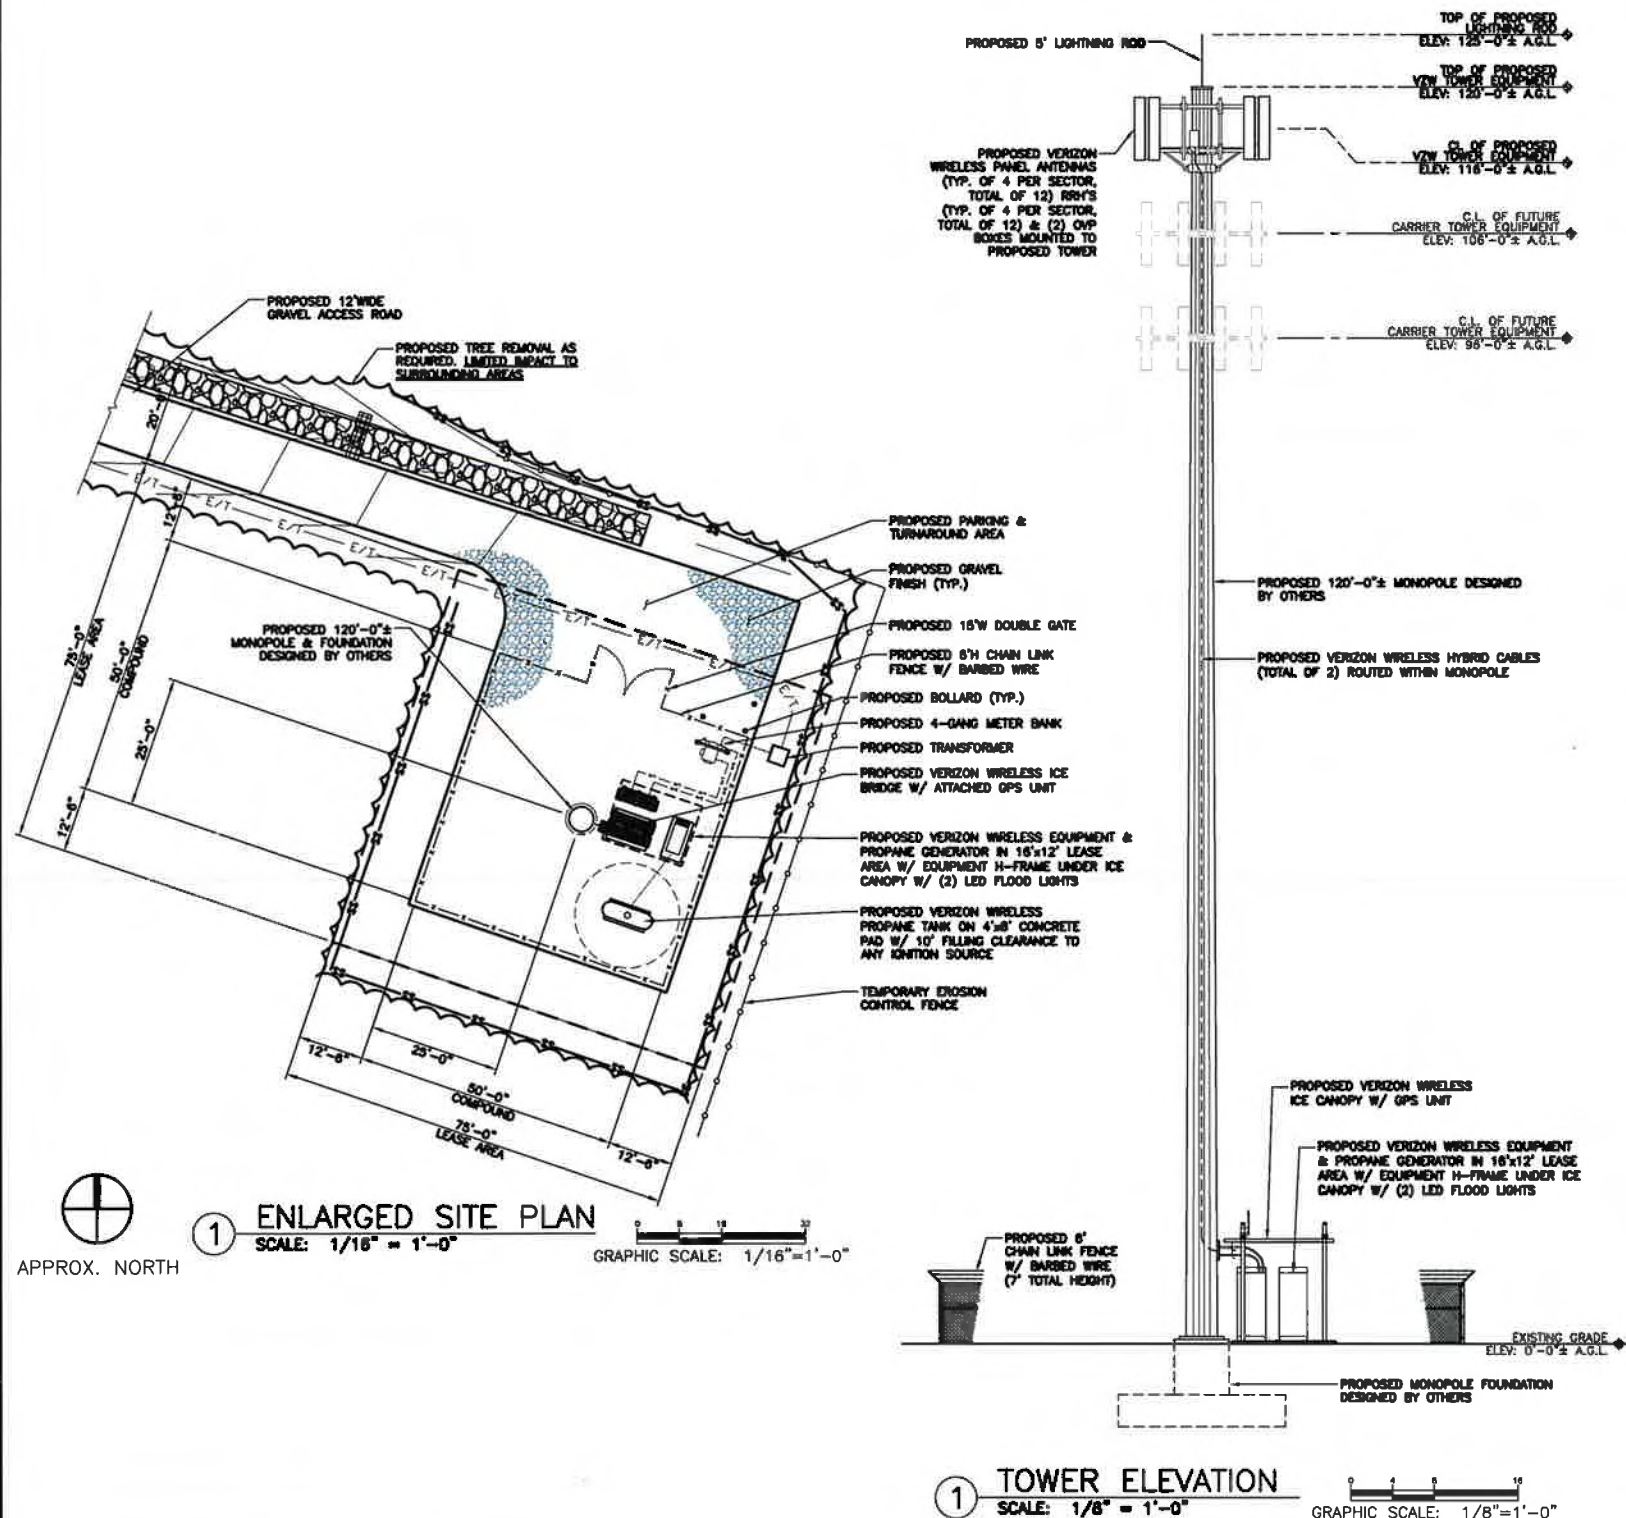 PROPOSED 12'WIDE
GRAVEL ACCESS ROAD
PROPOSED TREE REMOVAL AS
REQUIRED. LIMITED IMPACT TO
SURROUNDING AREAS
E/T
E/T
E/T
E/T
E/T
E/T
E/T
E/T
12'-6"
75'-0"
LEASE AREA
50'-0"
COMPOUND
25'-0"
12'-6"
PROPOSED 120'-0"±
MONOPOLE & FOUNDATION
DESIGNED BY OTHERS
PROPOSED PARKING &
TURNAROUND AREA
PROPOSED GRAVEL
FINISH (TYP.)
PROPOSED 15'W DOUBLE GATE
PROPOSED 6'H CHAIN LINK
FENCE W/ BARBED WIRE
PROPOSED BOLLARD (TYP.)
PROPOSED 4-GANG METER BANK
PROPOSED TRANSFORMER
PROPOSED VERIZON WIRELESS ICE
BRIDGE W/ ATTACHED GPS UNIT
PROPOSED VERIZON WIRELESS EQUIPMENT &
PROPANE GENERATOR IN 16'x12' LEASE
AREA W/ EQUIPMENT H-FRAME UNDER ICE
CANOPY W/ (2) LED FLOOD LIGHTS
PROPOSED VERIZON WIRELESS
PROPANE TANK ON 4'x8' CONCRETE
PAD W/ 10' FILLING CLEARANCE TO
ANY IGNITION SOURCE
TEMPORARY EROSION
CONTROL FENCE
12'-6"
25'-0"
50'-0"
COMPOUND
75'-0"
LEASE AREA
12'-6"
APPROX. NORTH
1
ENLARGED SITE PLAN
SCALE: 1/16" = 1'-0"
0 8 16 32
GRAPHIC SCALE: 1/16"=1'-0"
PROPOSED 5' LIGHTNING ROD
TOP OF PROPOSED
LIGHTNING ROD
ELEV: 125'-0"± A.G.L.
TOP OF PROPOSED
VZW TOWER EQUIPMENT
ELEV: 120'-0"± A.G.L.
C.L. OF PROPOSED
VZW TOWER EQUIPMENT
ELEV: 116'-0"± A.G.L.
PROPOSED VERIZON
WIRELESS PANEL ANTENNAS
(TYP. OF 4 PER SECTOR,
TOTAL OF 12) RRH'S
(TYP. OF 4 PER SECTOR,
TOTAL OF 12) & (2) OVP
BOXES MOUNTED TO
PROPOSED TOWER
C.L. OF FUTURE
CARRIER TOWER EQUIPMENT
ELEV: 106'-0"± A.G.L.
C.L. OF FUTURE
CARRIER TOWER EQUIPMENT
ELEV: 96'-0"± A.G.L.
PROPOSED 120'-0"± MONOPOLE DESIGNED
BY OTHERS
PROPOSED VERIZON WIRELESS HYBRID CABLES
(TOTAL OF 2) ROUTED WITHIN MONOPOLE
PROPOSED VERIZON WIRELESS
ICE CANOPY W/ GPS UNIT
PROPOSED VERIZON WIRELESS EQUIPMENT
& PROPANE GENERATOR IN 16'x12' LEASE
AREA W/ EQUIPMENT H-FRAME UNDER ICE
CANOPY W/ (2) LED FLOOD LIGHTS
PROPOSED 6'
CHAIN LINK FENCE
W/ BARBED WIRE
(7' TOTAL HEIGHT)
EXISTING GRADE
ELEV: 0'-0"± A.G.L.
PROPOSED MONOPOLE FOUNDATION
DESIGNED BY OTHERS
1
TOWER ELEVATION
SCALE: 1/8" = 1'-0"
0 4 8 16
GRAPHIC SCALE: 1/8"=1'-0"